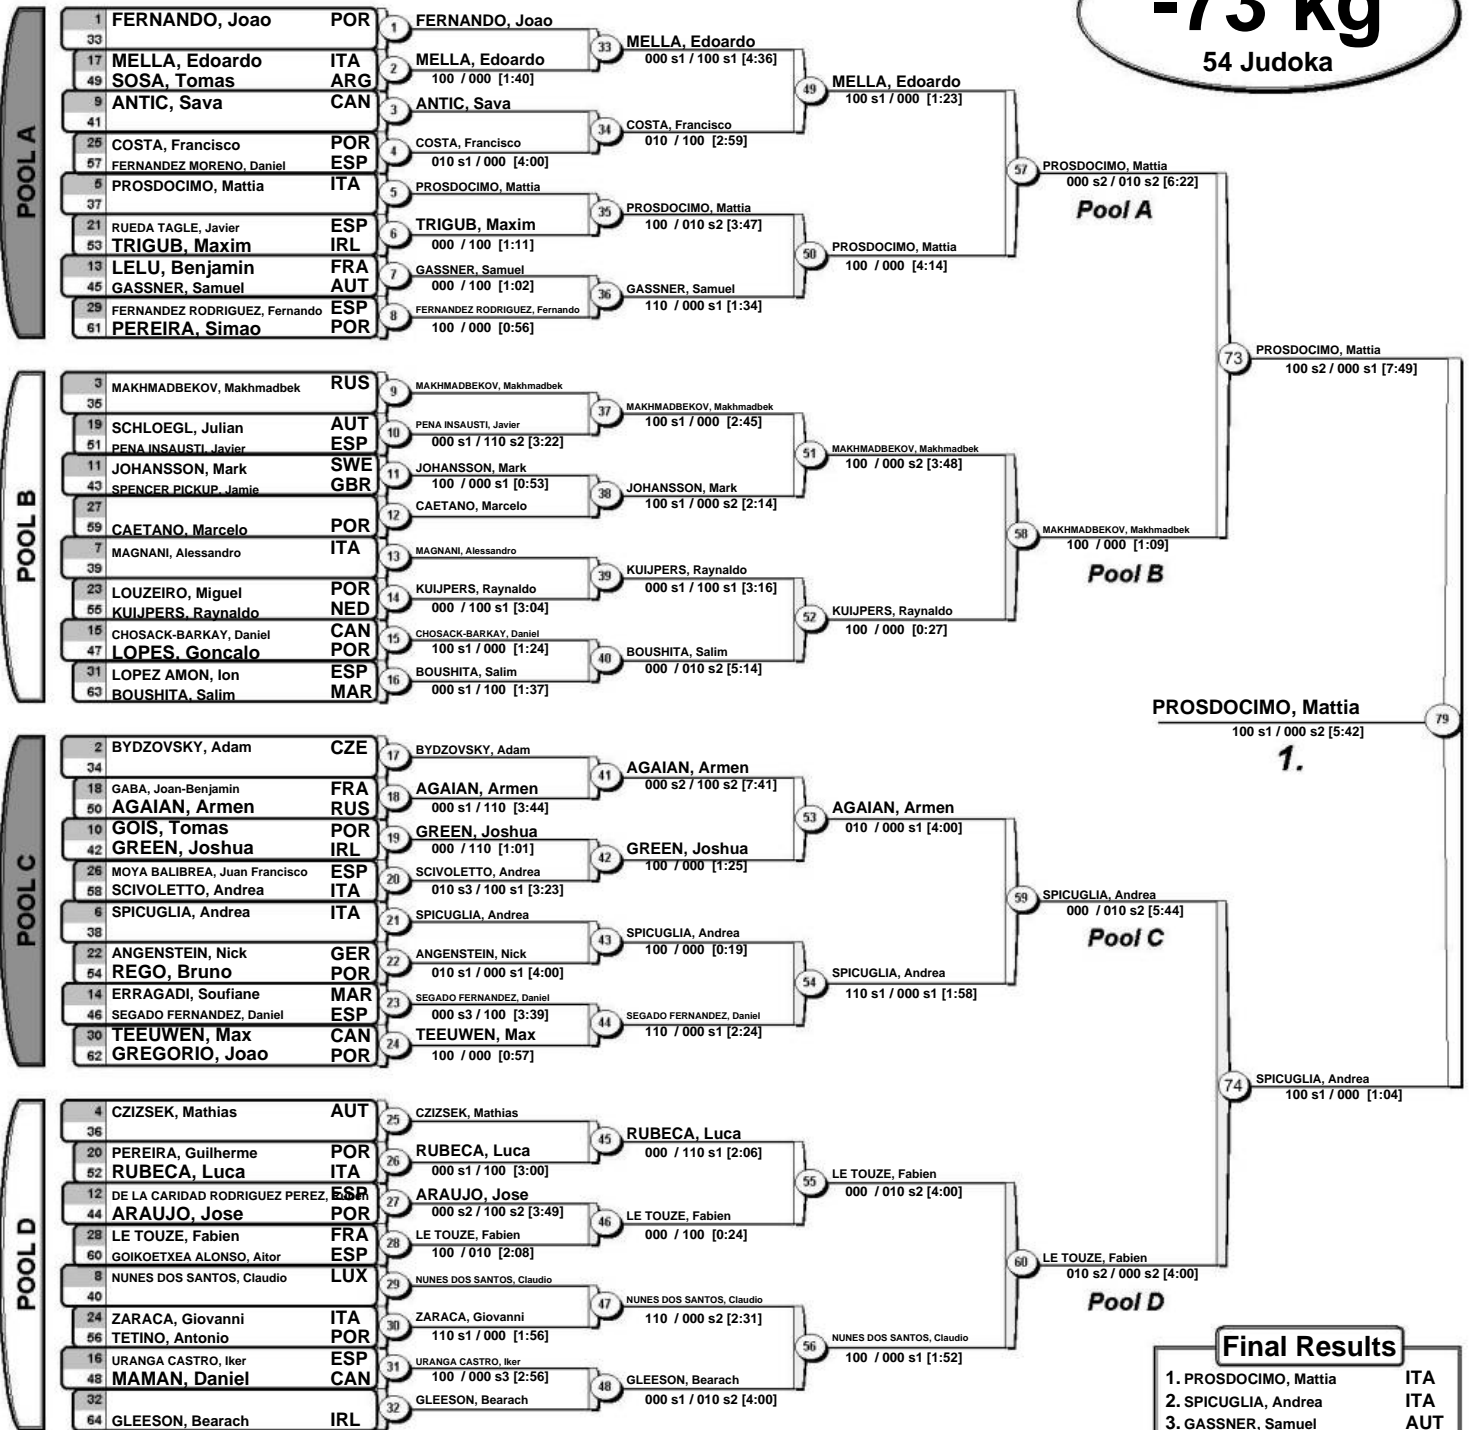 -73 kg
54 Judoka
POOL A
1 FERNANDO, Joao POR
33
17 MELLA, Edoardo ITA
49 SOSA, Tomas ARG
9 ANTIC, Sava CAN
41
25 COSTA, Francisco POR
57 FERNANDEZ MORENO, Daniel ESP
5 PROSDOCIMO, Mattia ITA
37
21 RUEDA TAGLE, Javier ESP
53 TRIGUB, Maxim IRL
13 LELU, Benjamin FRA
45 GASSNER, Samuel AUT
29 FERNANDEZ RODRIGUEZ, Fernando ESP
61 PEREIRA, Simao POR
1 FERNANDO, Joao
2 MELLA, Edoardo
100 / 000 [1:40]
3 ANTIC, Sava
4 COSTA, Francisco
010 s1 / 000 [4:00]
5 PROSDOCIMO, Mattia
6 TRIGUB, Maxim
000 / 100 [1:11]
7 GASSNER, Samuel
000 / 100 [1:02]
8 FERNANDEZ RODRIGUEZ, Fernando
100 / 000 [0:56]
33 MELLA, Edoardo
000 s1 / 100 s1 [4:36]
34 COSTA, Francisco
010 / 100 [2:59]
35 PROSDOCIMO, Mattia
100 / 010 s2 [3:47]
36 GASSNER, Samuel
110 / 000 s1 [1:34]
49 MELLA, Edoardo
100 s1 / 000 [1:23]
50 PROSDOCIMO, Mattia
100 / 000 [4:14]
57 PROSDOCIMO, Mattia
000 s2 / 010 s2 [6:22]
Pool A
POOL B
3 MAKHMADBEKOV, Makhmadbek RUS
35
19 SCHLOEGL, Julian AUT
51 PENA INSAUSTI, Javier ESP
11 JOHANSSON, Mark SWE
43 SPENCER PICKUP, Jamie GBR
27
59 CAETANO, Marcelo POR
7 MAGNANI, Alessandro ITA
39
23 LOUZEIRO, Miguel POR
55 KUIJPERS, Raynaldo NED
15 CHOSACK-BARKAY, Daniel CAN
47 LOPES, Goncalo POR
31 LOPEZ AMON, Ion ESP
63 BOUSHITA, Salim MAR
9 MAKHMADBEKOV, Makhmadbek
10 PENA INSAUSTI, Javier
000 s1 / 110 s2 [3:22]
11 JOHANSSON, Mark
100 / 000 s1 [0:53]
12 CAETANO, Marcelo
13 MAGNANI, Alessandro
14 KUIJPERS, Raynaldo
000 / 100 s1 [3:04]
15 CHOSACK-BARKAY, Daniel
100 s1 / 000 [1:24]
16 BOUSHITA, Salim
000 s1 / 100 [1:37]
37 MAKHMADBEKOV, Makhmadbek
100 s1 / 000 [2:45]
38 JOHANSSON, Mark
100 s1 / 000 s2 [2:14]
39 KUIJPERS, Raynaldo
000 s1 / 100 s1 [3:16]
40 BOUSHITA, Salim
000 / 010 s2 [5:14]
51 MAKHMADBEKOV, Makhmadbek
100 / 000 s2 [3:48]
52 KUIJPERS, Raynaldo
100 / 000 [0:27]
58 MAKHMADBEKOV, Makhmadbek
100 / 000 [1:09]
Pool B
73 PROSDOCIMO, Mattia
100 s2 / 000 s1 [7:49]
PROSDOCIMO, Mattia 79
100 s1 / 000 s2 [5:42]
1.
POOL C
2 BYDZOVSKY, Adam CZE
34
18 GABA, Joan-Benjamin FRA
50 AGAIAN, Armen RUS
10 GOIS, Tomas POR
42 GREEN, Joshua IRL
26 MOYA BALIBREA, Juan Francisco ESP
58 SCIVOLETTO, Andrea ITA
6 SPICUGLIA, Andrea ITA
38
22 ANGENSTEIN, Nick GER
54 REGO, Bruno POR
14 ERRAGADI, Soufiane MAR
46 SEGADO FERNANDEZ, Daniel ESP
30 TEEUWEN, Max CAN
62 GREGORIO, Joao POR
17 BYDZOVSKY, Adam
18 AGAIAN, Armen
000 s1 / 110 [3:44]
19 GREEN, Joshua
000 / 110 [1:01]
20 SCIVOLETTO, Andrea
010 s3 / 100 s1 [3:23]
21 SPICUGLIA, Andrea
22 ANGENSTEIN, Nick
010 s1 / 000 s1 [4:00]
23 SEGADO FERNANDEZ, Daniel
000 s3 / 100 [3:39]
24 TEEUWEN, Max
100 / 000 [0:57]
41 AGAIAN, Armen
000 s2 / 100 s2 [7:41]
42 GREEN, Joshua
100 / 000 [1:25]
43 SPICUGLIA, Andrea
100 / 000 [0:19]
44 SEGADO FERNANDEZ, Daniel
110 / 000 s1 [2:24]
53 AGAIAN, Armen
010 / 000 s1 [4:00]
54 SPICUGLIA, Andrea
110 s1 / 000 s1 [1:58]
59 SPICUGLIA, Andrea
000 / 010 s2 [5:44]
Pool C
POOL D
4 CZIZSEK, Mathias AUT
36
20 PEREIRA, Guilherme POR
52 RUBECA, Luca ITA
12 DE LA CARIDAD RODRIGUEZ PEREZ, ESP
44 ARAUJO, Jose POR
28 LE TOUZE, Fabien FRA
60 GOIKOETXEA ALONSO, Aitor ESP
8 NUNES DOS SANTOS, Claudio LUX
40
24 ZARACA, Giovanni ITA
56 TETINO, Antonio POR
16 URANGA CASTRO, Iker ESP
48 MAMAN, Daniel CAN
32
64 GLEESON, Bearach IRL
25 CZIZSEK, Mathias
26 RUBECA, Luca
000 s1 / 100 [3:00]
27 ARAUJO, Jose
000 s2 / 100 s2 [3:49]
28 LE TOUZE, Fabien
100 / 010 [2:08]
29 NUNES DOS SANTOS, Claudio
30 ZARACA, Giovanni
110 s1 / 000 [1:56]
31 URANGA CASTRO, Iker
100 / 000 s3 [2:56]
32 GLEESON, Bearach
45 RUBECA, Luca
000 / 110 s1 [2:06]
46 LE TOUZE, Fabien
000 / 100 [0:24]
47 NUNES DOS SANTOS, Claudio
110 / 000 s2 [2:31]
48 GLEESON, Bearach
000 s1 / 010 s2 [4:00]
55 LE TOUZE, Fabien
000 / 010 s2 [4:00]
56 NUNES DOS SANTOS, Claudio
100 / 000 s1 [1:52]
60 LE TOUZE, Fabien
010 s2 / 000 s2 [4:00]
Pool D
74 SPICUGLIA, Andrea
100 s1 / 000 [1:04]
Final Results
1. PROSDOCIMO, Mattia ITA
2. SPICUGLIA, Andrea ITA
3. GASSNER, Samuel AUT